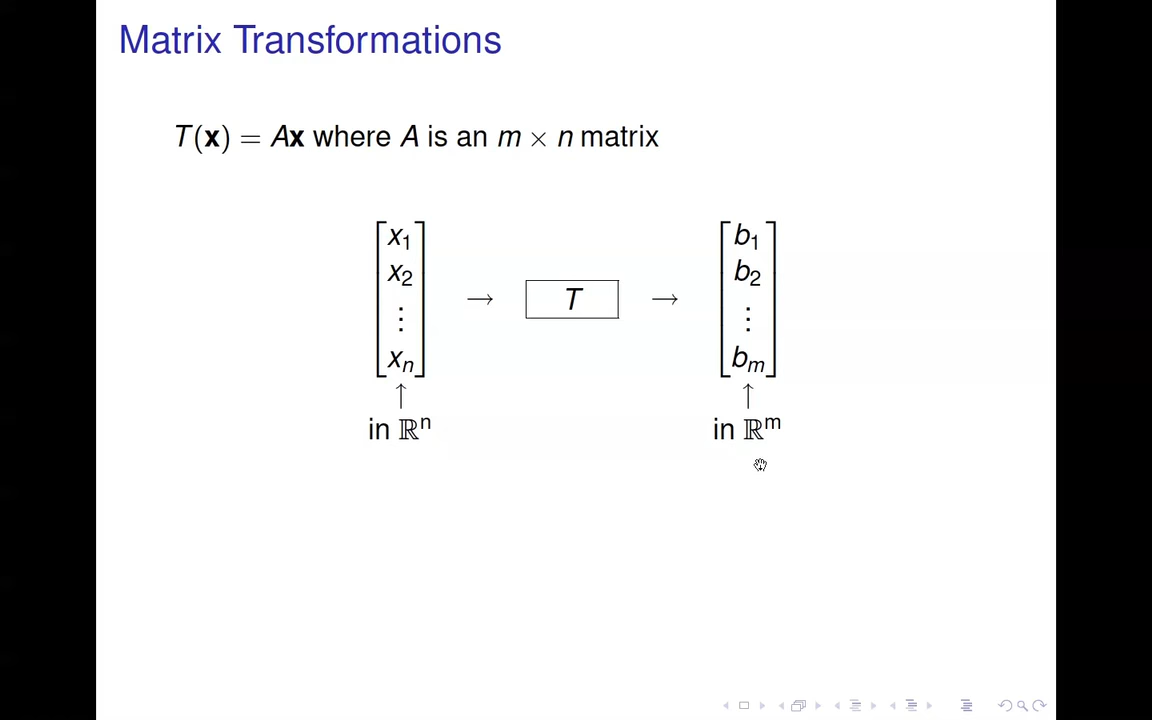 Matrix Transformations
T(x) = Ax where A is an m × n matrix
[x₁ x₂ ⋮ xₙ] → T → [b₁ b₂ ⋮ bₘ]
↑ ↑
in ℝⁿ in ℝᵐ